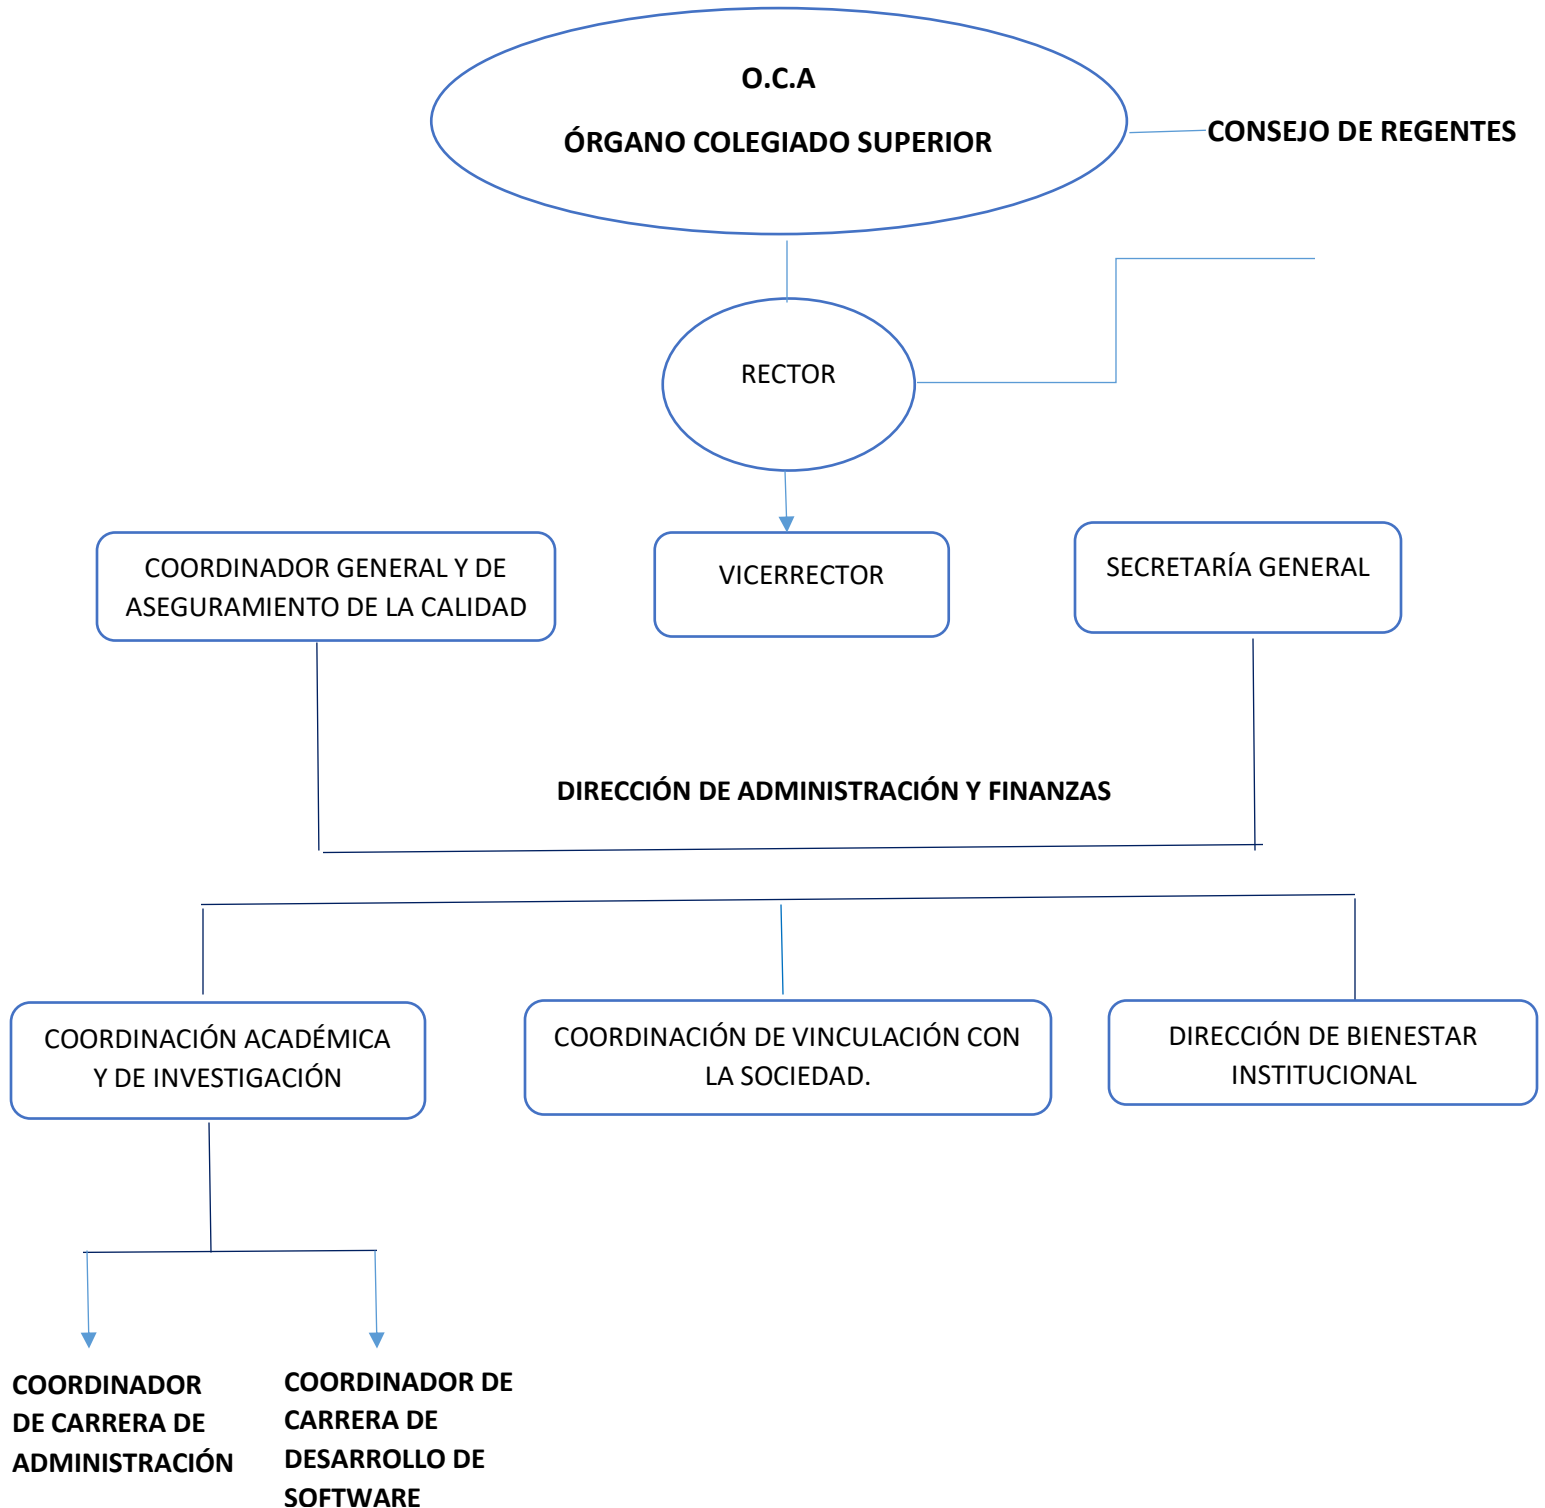 O.C.A
ÓRGANO COLEGIADO SUPERIOR
CONSEJO DE REGENTES
RECTOR
COORDINADOR GENERAL Y DE
ASEGURAMIENTO DE LA CALIDAD
VICERRECTOR
SECRETARÍA GENERAL
DIRECCIÓN DE ADMINISTRACIÓN Y FINANZAS
COORDINACIÓN ACADÉMICA
Y DE INVESTIGACIÓN
COORDINACIÓN DE VINCULACIÓN CON
LA SOCIEDAD.
DIRECCIÓN DE BIENESTAR
INSTITUCIONAL
COORDINADOR
DE CARRERA DE
ADMINISTRACIÓN
COORDINADOR DE
CARRERA DE
DESARROLLO DE
SOFTWARE